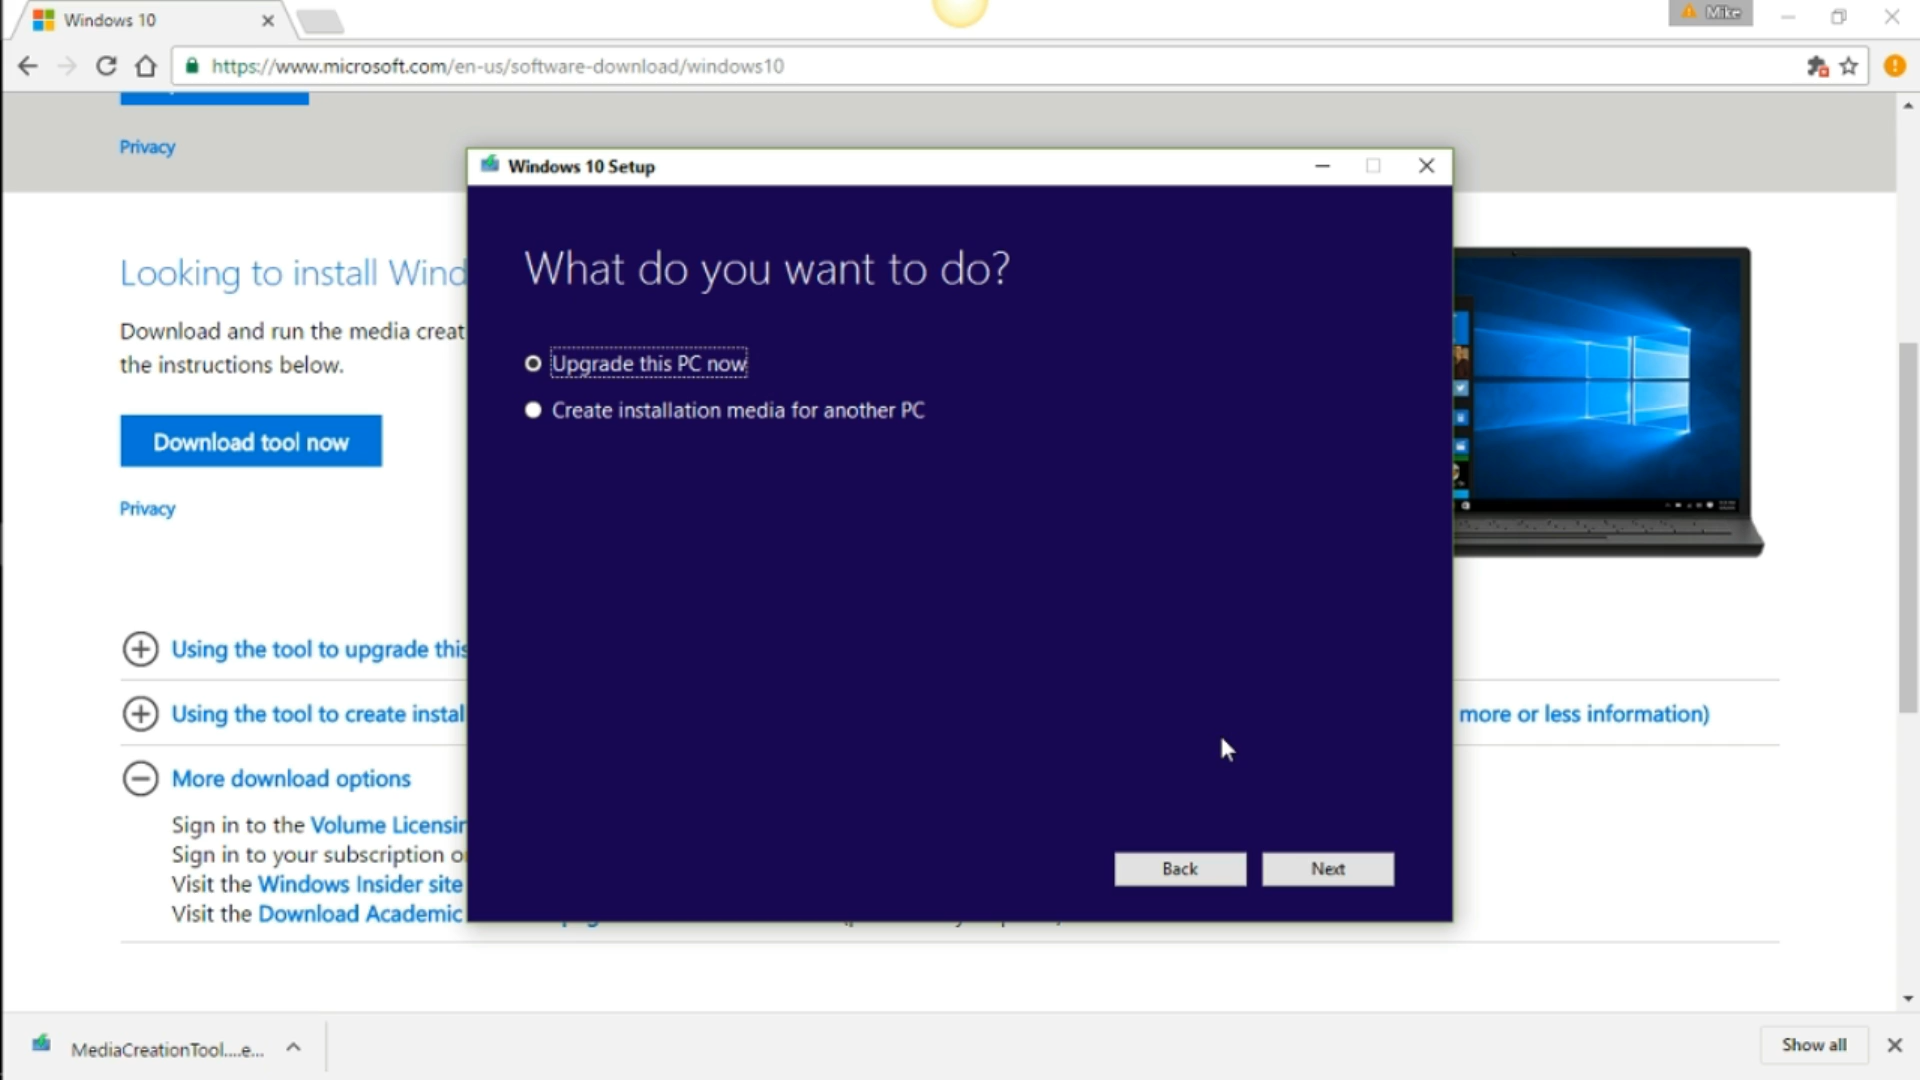 Windows 10
Mike
https://www.microsoft.com/en-us/software-download/windows10
Privacy
Windows 10 Setup
What do you want to do?
Upgrade this PC now
Create installation media for another PC
Back
Next
Looking to install Wind
Download and run the media creat
the instructions below.
Download tool now
Privacy
Using the tool to upgrade this
Using the tool to create instal
more or less information)
More download options
Sign in to the Volume Licensin
Sign in to your subscription o
Visit the Windows Insider site
Visit the Download Academic
MediaCreationTool....e...
Show all